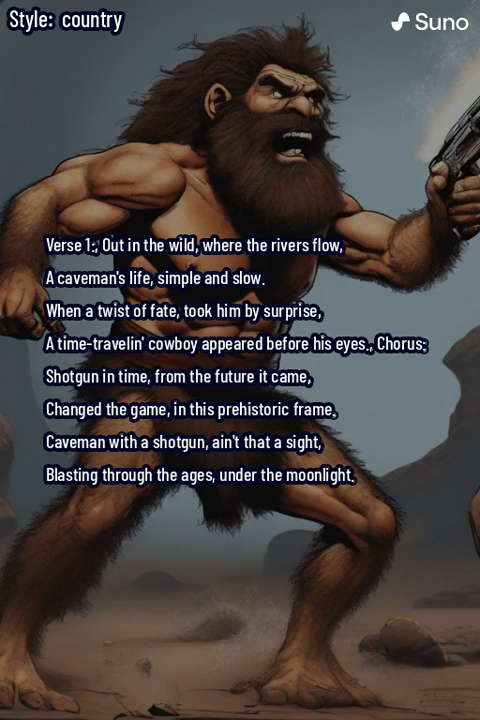 Style: country
Suno
Verse 1:, Out in the wild, where the rivers flow,
A caveman's life, simple and slow.
When a twist of fate, took him by surprise,
A time-travelin' cowboy appeared before his eyes., Chorus:
Shotgun in time, from the future it came,
Changed the game, in this prehistoric frame.
Caveman with a shotgun, ain't that a sight,
Blasting through the ages, under the moonlight.